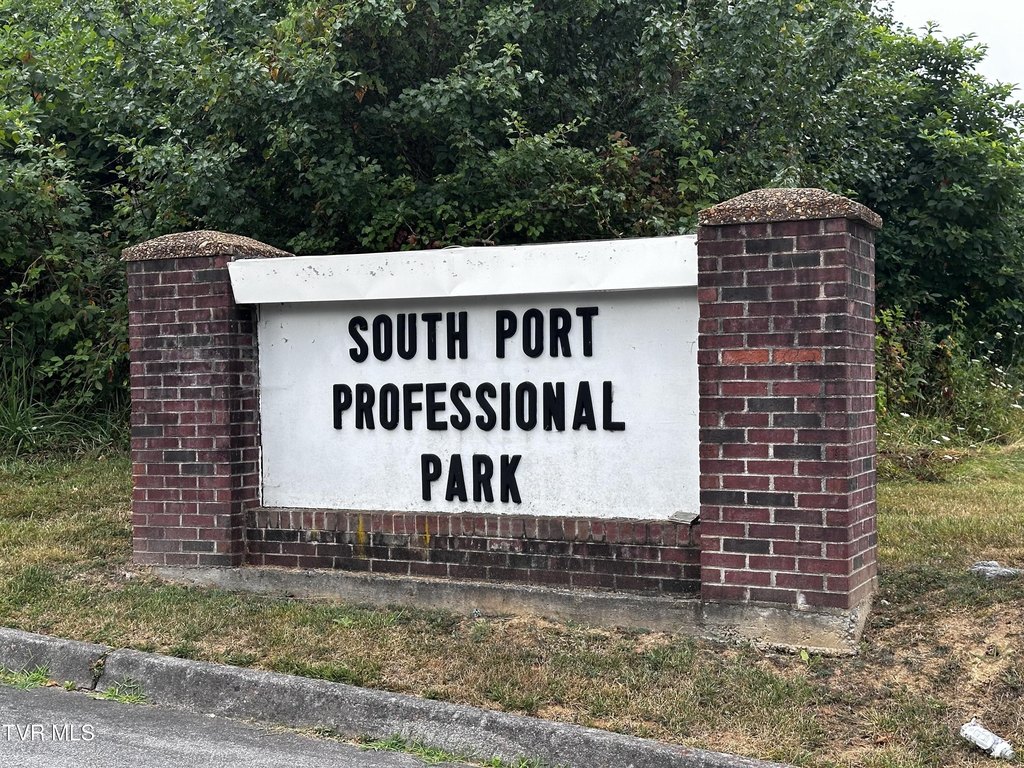 SOUTH PORT
PROFESSIONAL
PARK
TVR MLS